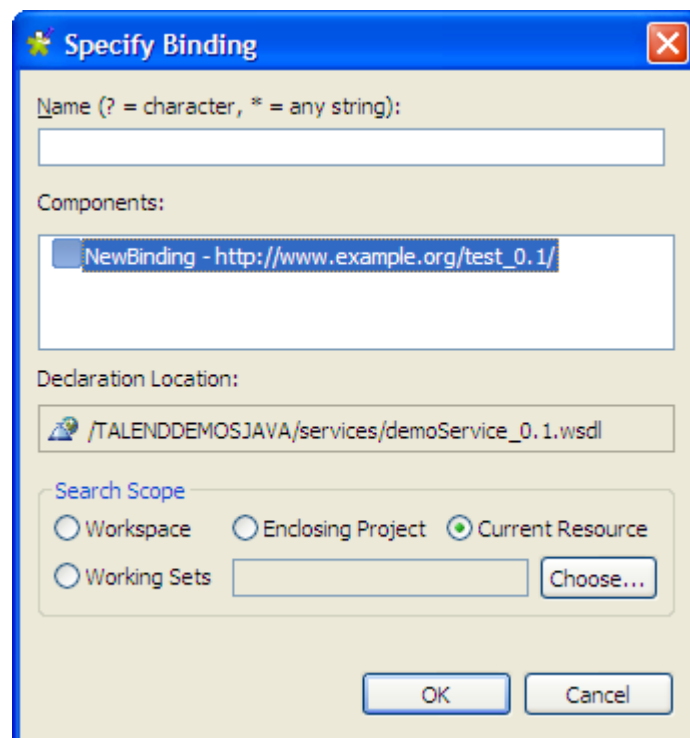 Specify Binding
Name (? = character, * = any string):
Components:
NewBinding - http://www.example.org/test_0.1/
Declaration Location:
/TALENDDEMOSJAVA/services/demoService_0.1.wsdl
Search Scope
Workspace Enclosing Project Current Resource
Working Sets Choose...
OK Cancel